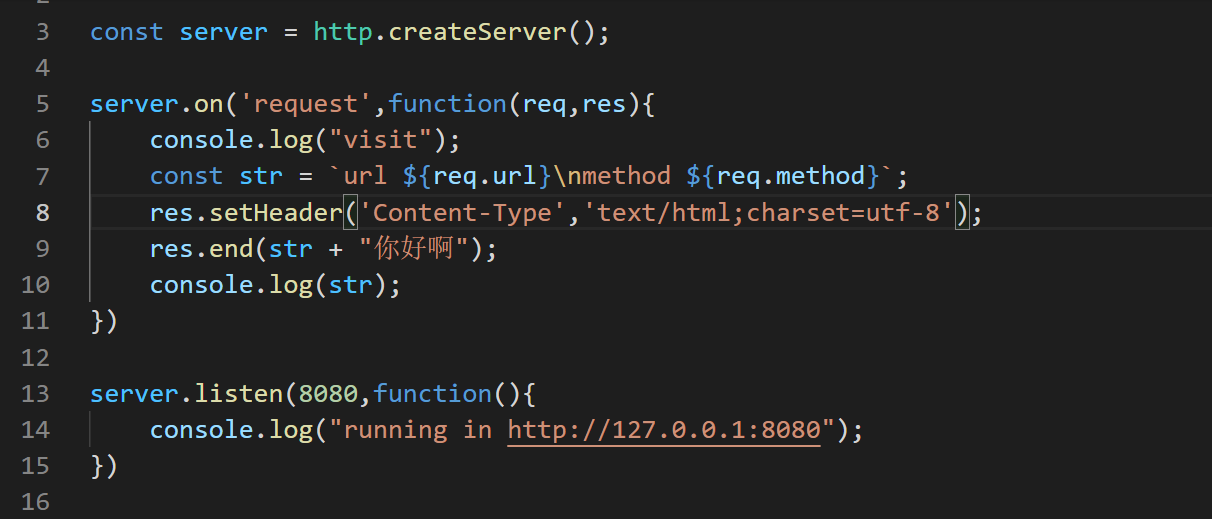 2
3 const server = http.createServer();
4
5 server.on('request',function(req,res){
6     console.log("visit");
7     const str = `url ${req.url}\nmethod ${req.method}`;
8     res.setHeader('Content-Type','text/html;charset=utf-8');
9     res.end(str + "你好啊");
10     console.log(str);
11 })
12
13 server.listen(8080,function(){
14     console.log("running in http://127.0.0.1:8080");
15 })
16